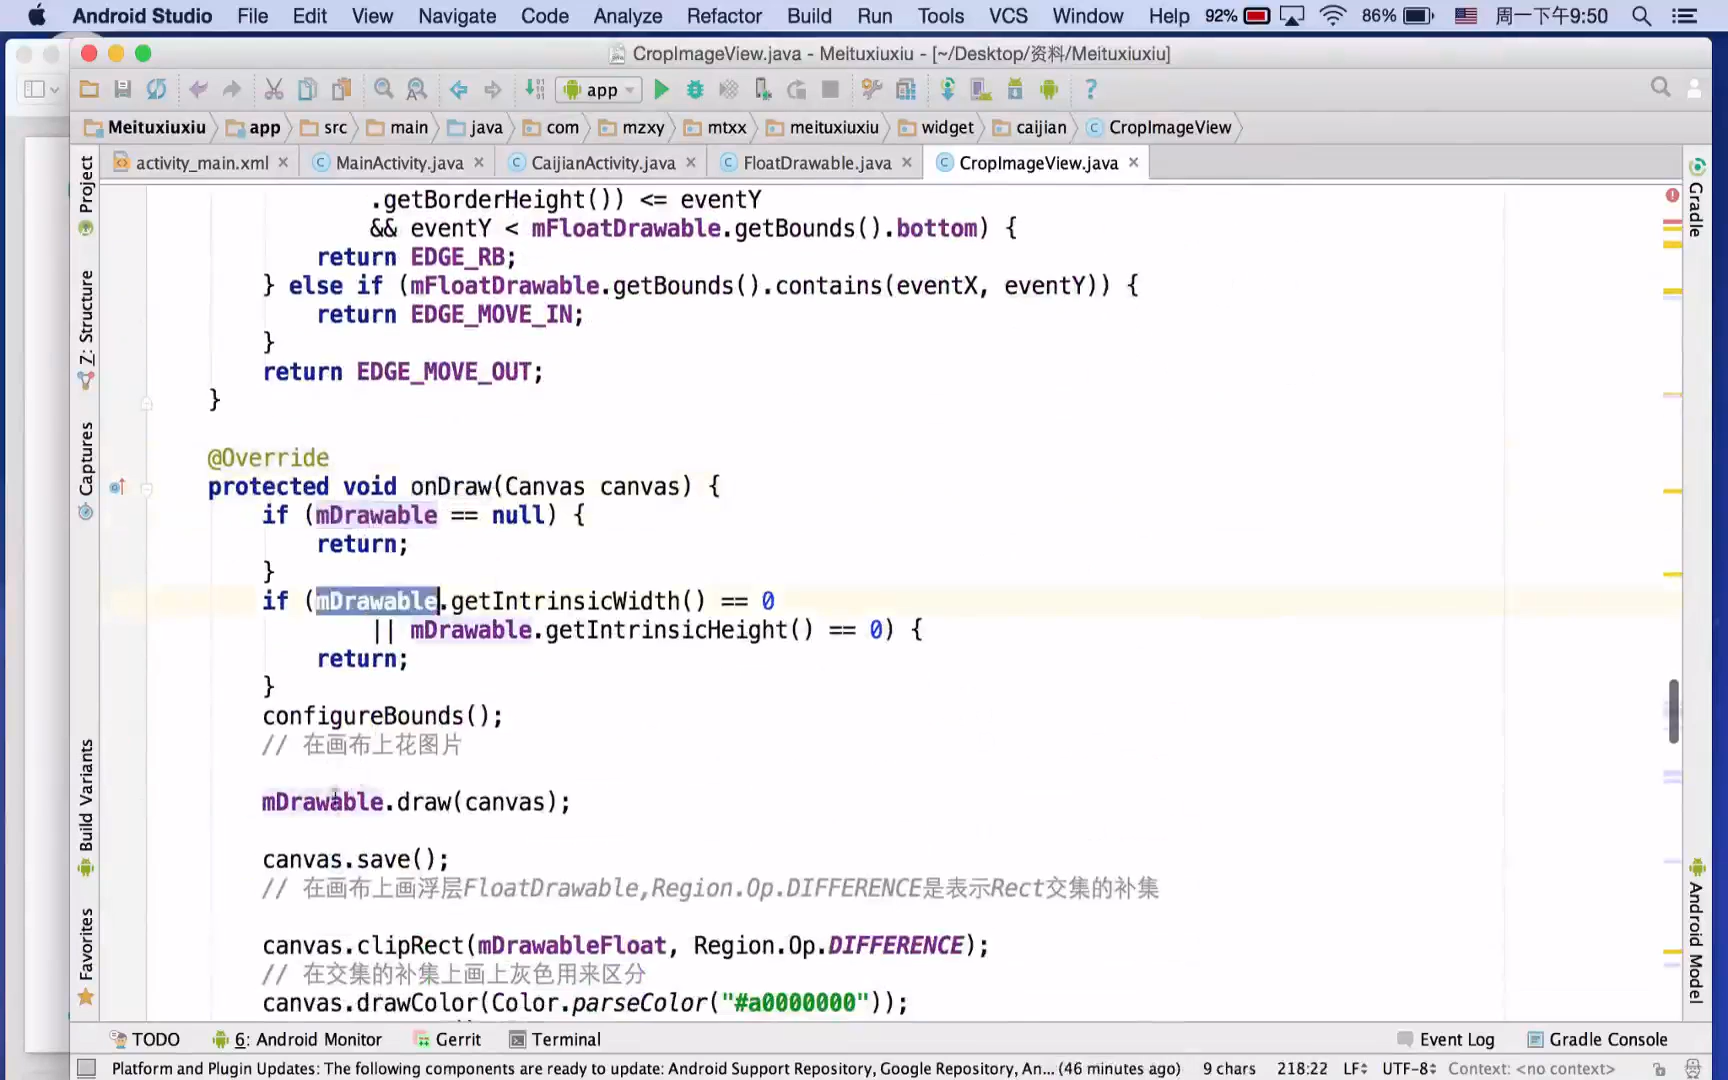 Android Studio File Edit View Navigate Code Analyze Refactor Build Run Tools VCS Window Help 92% 86% 周一下午9:50
CropImageView.java - Meituxiuxiu - [~/Desktop/资料/Meituxiuxiu]
app
Meituxiuxiu app src main java com mzxy mtxx meituxiuxiu widget caijian CropImageView
activity_main.xml MainActivity.java CaijianActivity.java FloatDrawable.java CropImageView.java
Project
Z: Structure
Captures
Build Variants
Favorites
.getBorderHeight()) <= eventY
&& eventY < mFloatDrawable.getBounds().bottom) {
return EDGE_RB;
} else if (mFloatDrawable.getBounds().contains(eventX, eventY)) {
return EDGE_MOVE_IN;
}
return EDGE_MOVE_OUT;
}
@Override
protected void onDraw(Canvas canvas) {
if (mDrawable == null) {
return;
}
if (mDrawable.getIntrinsicWidth() == 0
|| mDrawable.getIntrinsicHeight() == 0) {
return;
}
configureBounds();
// 在画布上花图片
mDrawable.draw(canvas);
canvas.save();
// 在画布上画浮层FloatDrawable,Region.Op.DIFFERENCE是表示Rect交集的补集
canvas.clipRect(mDrawableFloat, Region.Op.DIFFERENCE);
// 在交集的补集上画上灰色用来区分
canvas.drawColor(Color.parseColor("#a0000000"));
Gradle
Android Model
TODO 6: Android Monitor Gerrit Terminal Event Log Gradle Console
Platform and Plugin Updates: The following components are ready to update: Android Support Repository, Google Repository, An... (46 minutes ago) 9 chars 218:22 LF UTF-8 Context: <no context>